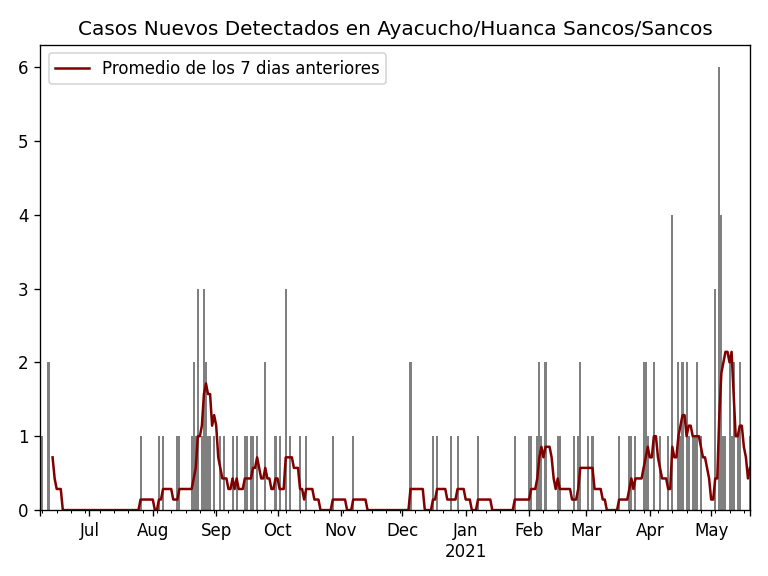 Casos Nuevos Detectados en Ayacucho/Huanca Sancos/Sancos
Promedio de los 7 dias anteriores
6
5
4
3
2
1
0
Jul Aug Sep Oct Nov Dec Jan Feb Mar Apr May
2021